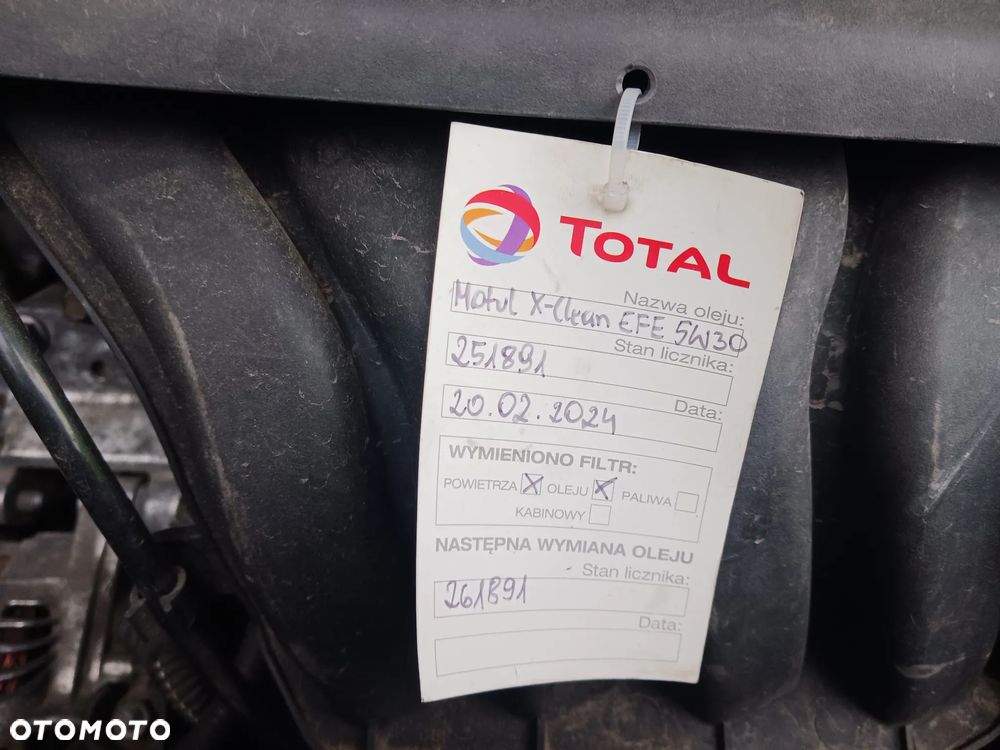 TOTAL
Nazwa oleju:
Motul X-Clean EFE 5W30
Stan licznika:
251891
Data:
20.02.2024
WYMIENIONO FILTR:
POWIETRZA X OLEJU X PALIWA
KABINOWY
NASTĘPNA WYMIANA OLEJU
Stan licznika:
261891
Data:
OTOMOTO